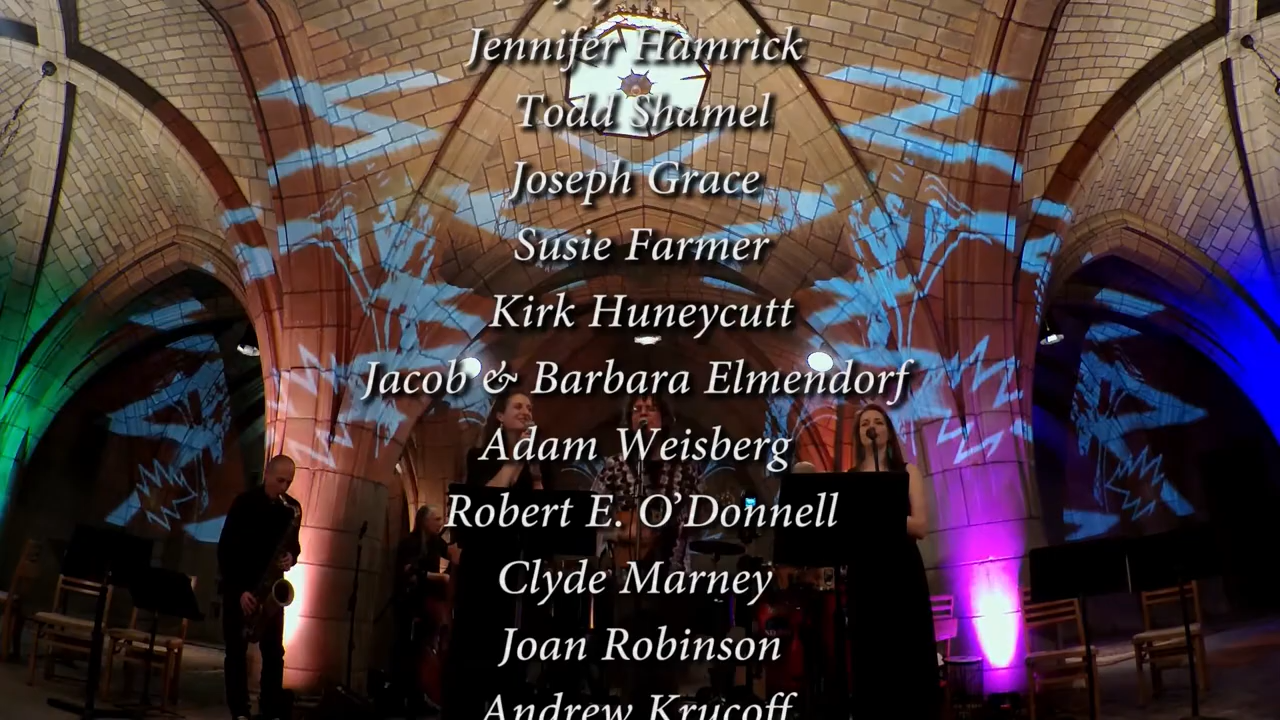 Jennifer Hamrick
Todd Shamel
Joseph Grace
Susie Farmer
Kirk Huneycutt
Jacob & Barbara Elmendorf
Adam Weisberg
Robert E. O'Donnell
Clyde Marney
Joan Robinson
Andrew Krucoff